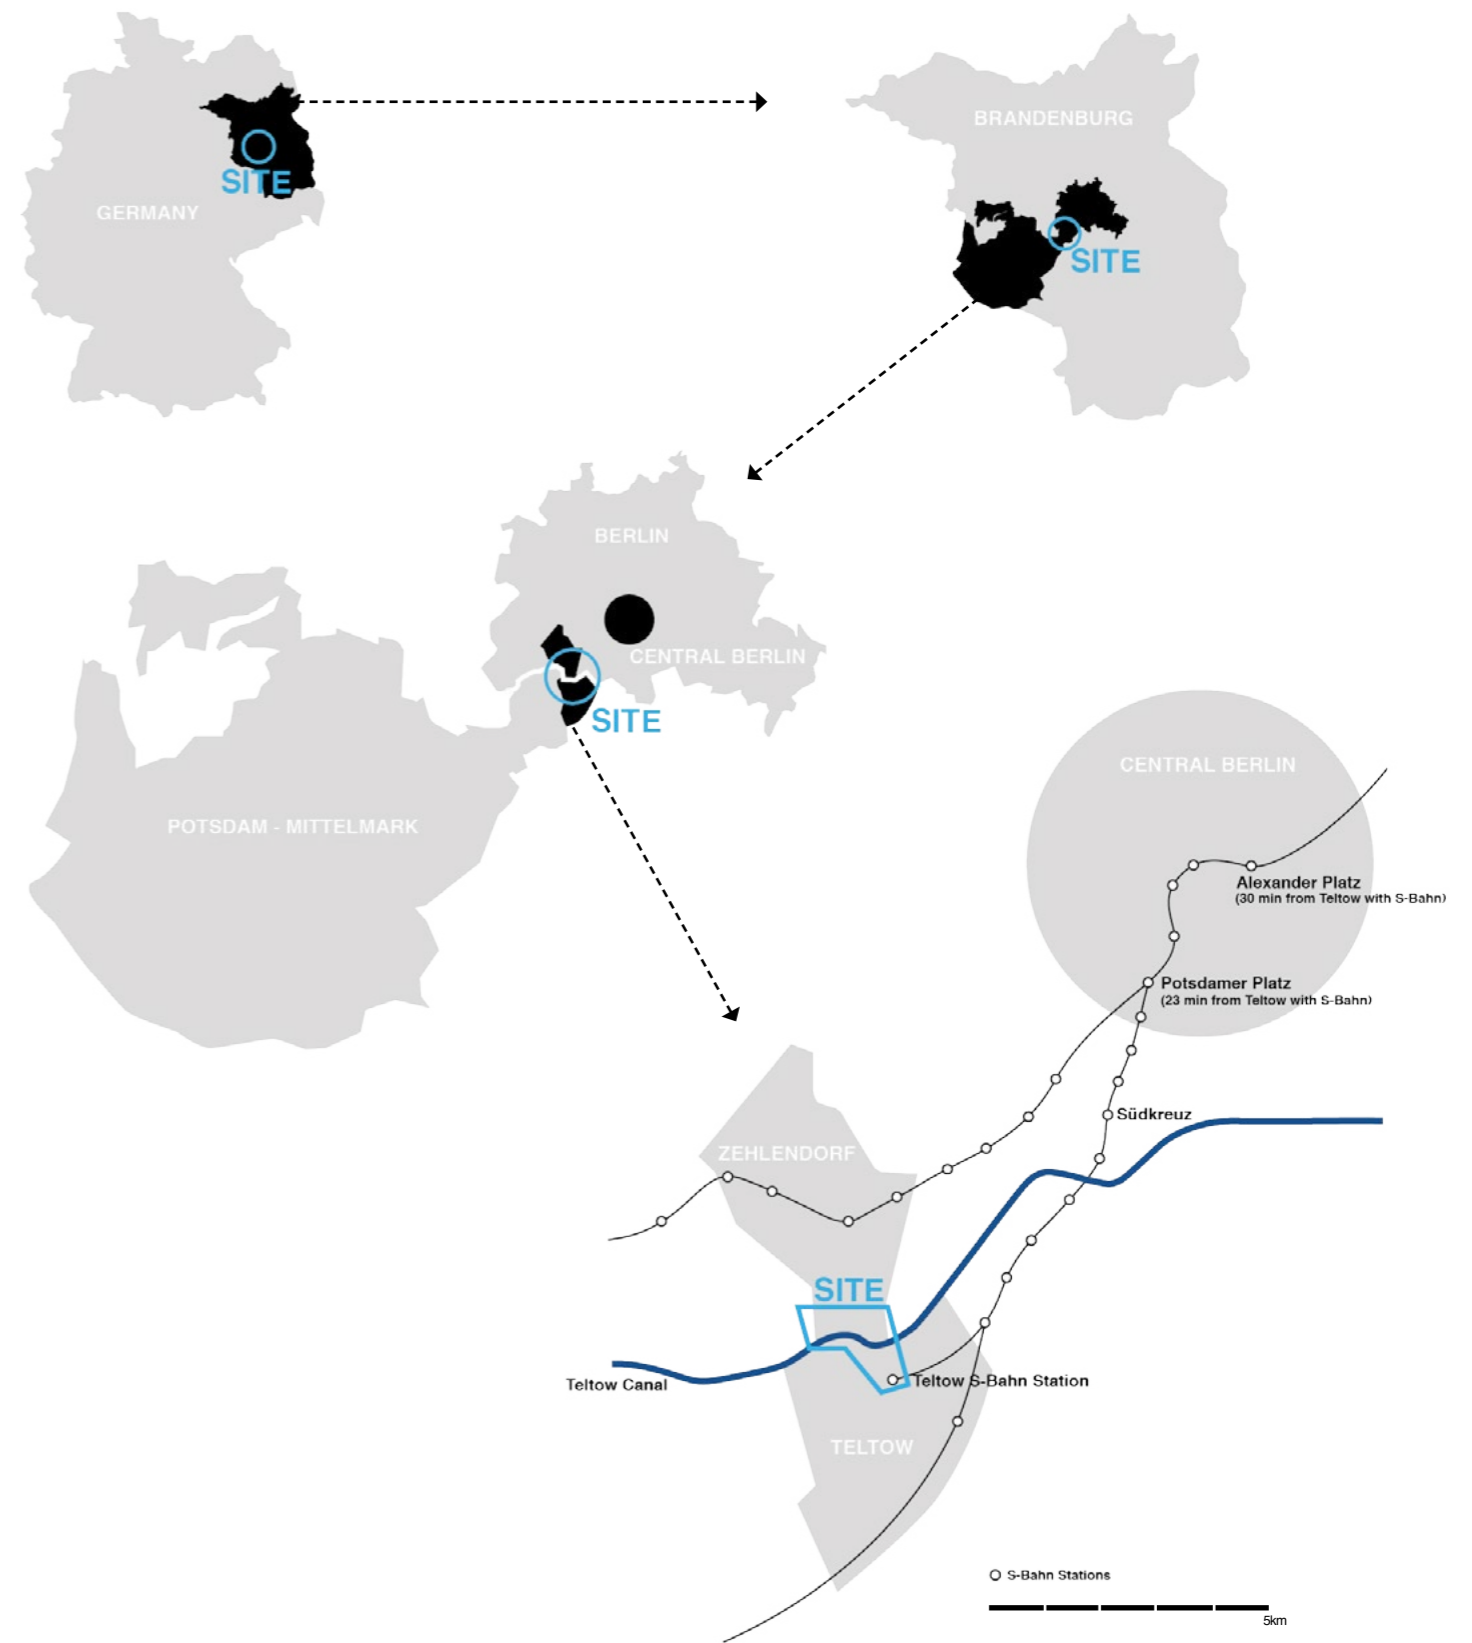 GERMANY
SITE
BRANDENBURG
SITE
BERLIN
CENTRAL BERLIN
SITE
POTSDAM - MITTELMARK
CENTRAL BERLIN
Alexander Platz
(30 min from Teltow with S-Bahn)
Potsdamer Platz
(23 min from Teltow with S-Bahn)
Südkreuz
ZEHLENDORF
SITE
Teltow Canal
Teltow S-Bahn Station
TELTOW
S-Bahn Stations
5km